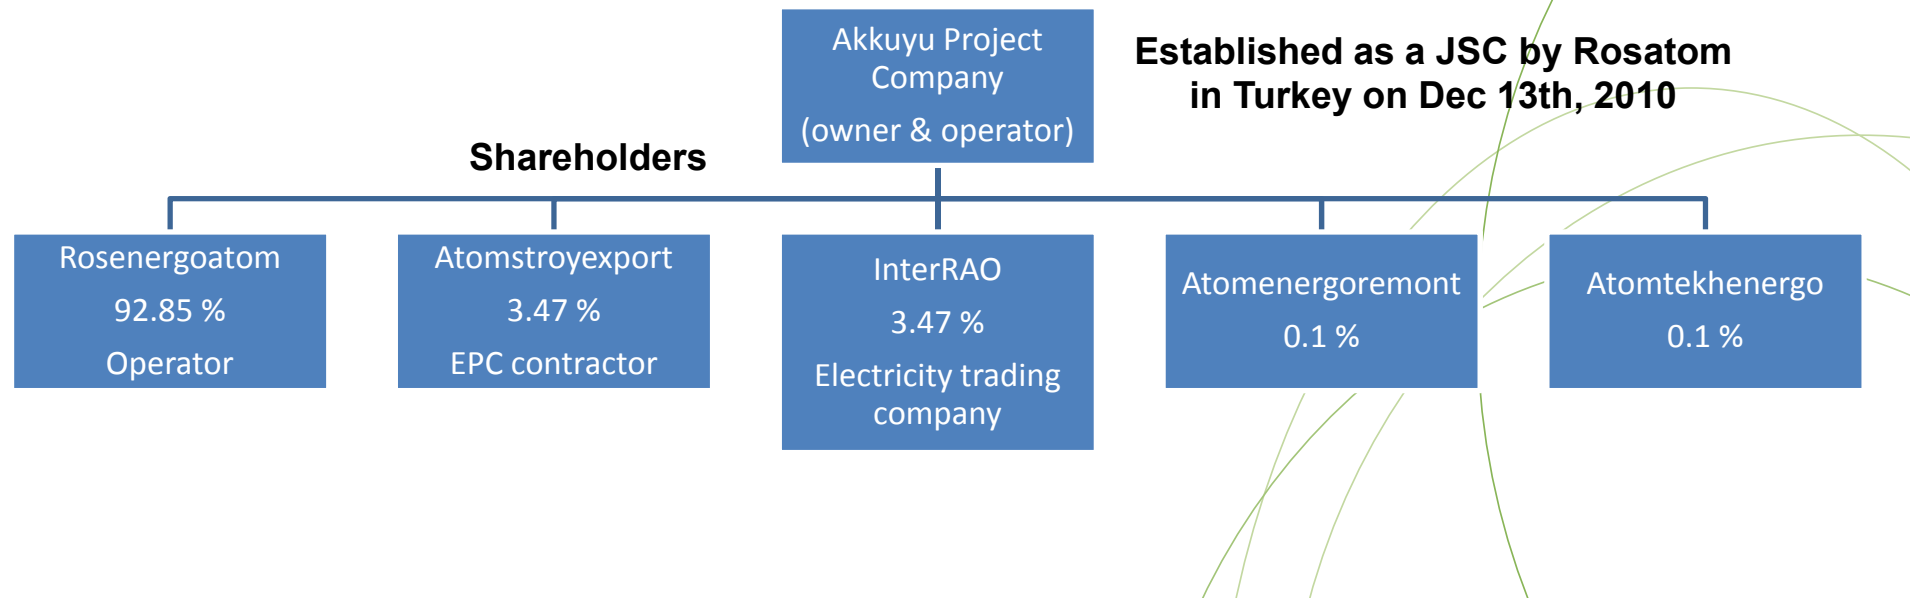 Akkuyu Project
Company
(owner & operator)
Established as a JSC by Rosatom
in Turkey on Dec 13th, 2010
Shareholders
Rosenergoatom
92.85 %
Operator
Atomstroyexport
3.47 %
EPC contractor
InterRAO
3.47 %
Electricity trading
company
Atomenergoremont
0.1 %
Atomtekhenergo
0.1 %